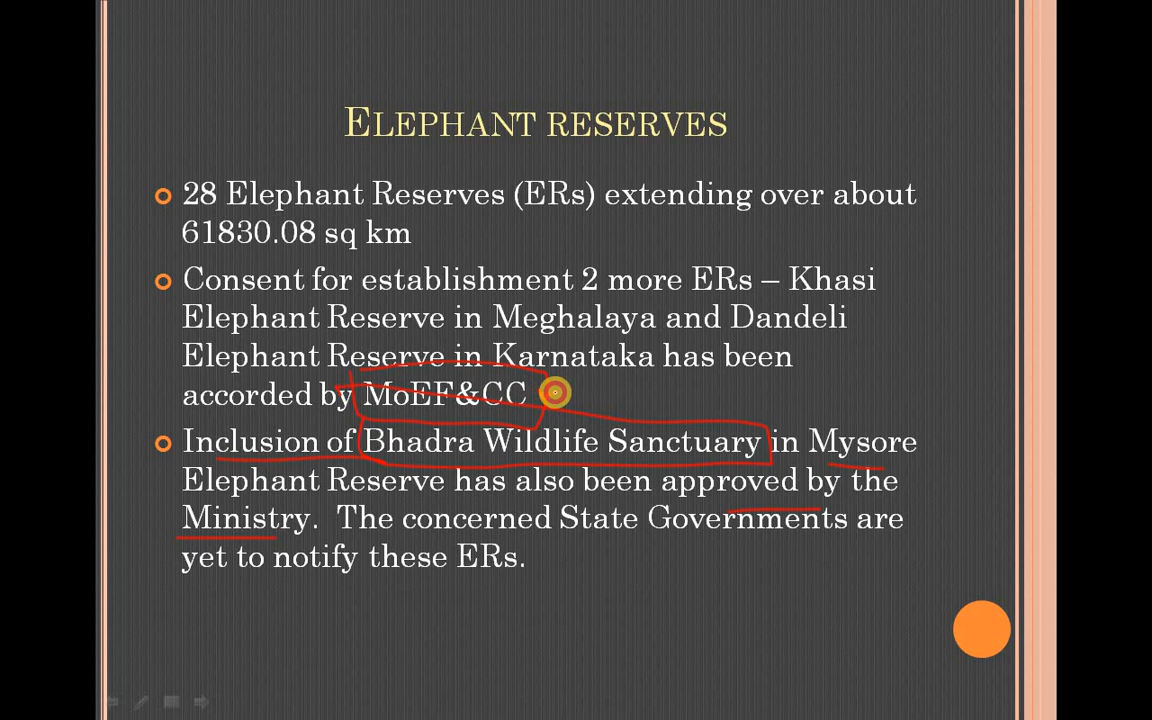 ELEPHANT RESERVES
28 Elephant Reserves (ERs) extending over about
61830.08 sq km
Consent for establishment 2 more ERs – Khasi
Elephant Reserve in Meghalaya and Dandeli
Elephant Reserve in Karnataka has been
accorded by MoEF&CC
Inclusion of Bhadra Wildlife Sanctuary in Mysore
Elephant Reserve has also been approved by the
Ministry. The concerned State Governments are
yet to notify these ERs.